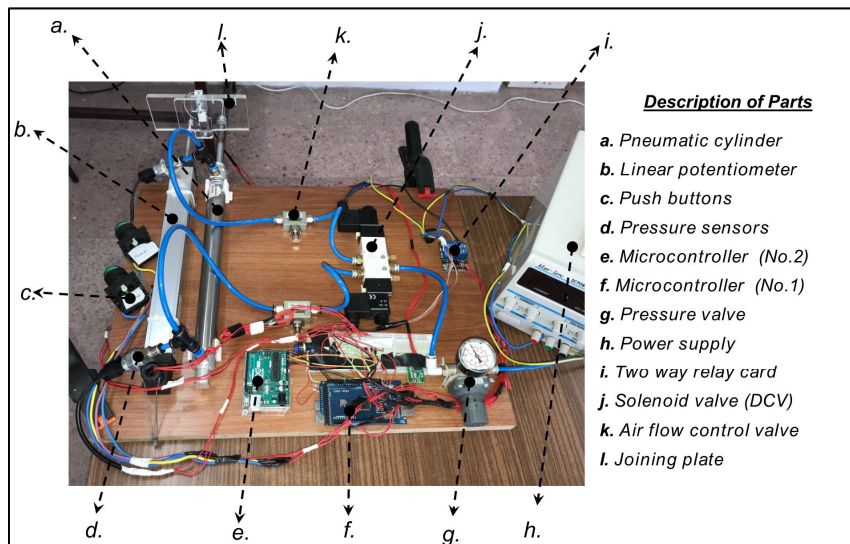 a.
l.
k.
j.
i.
b.
c.
d.
e.
f.
g.
h.
Description of Parts
a. Pneumatic cylinder
b. Linear potentiometer
c. Push buttons
d. Pressure sensors
e. Microcontroller (No.2)
f. Microcontroller (No.1)
g. Pressure valve
h. Power supply
i. Two way relay card
j. Solenoid valve (DCV)
k. Air flow control valve
l. Joining plate